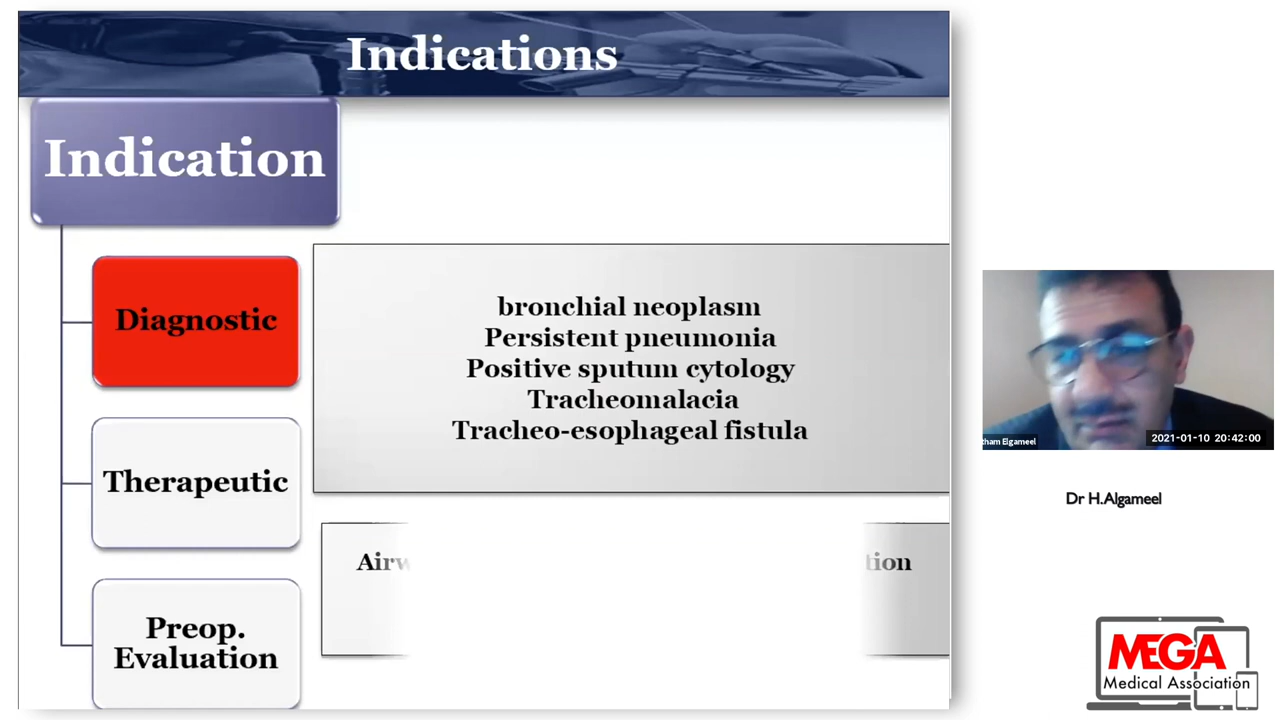 Indications
Indication
Diagnostic
bronchial neoplasm
Persistent pneumonia
Positive sputum cytology
Tracheomalacia
Tracheo-esophageal fistula
Therapeutic
Preop.
Evaluation
Elgameel
2021-01-10 20:42:00
Dr H.Algameel
MEGA
Medical Association